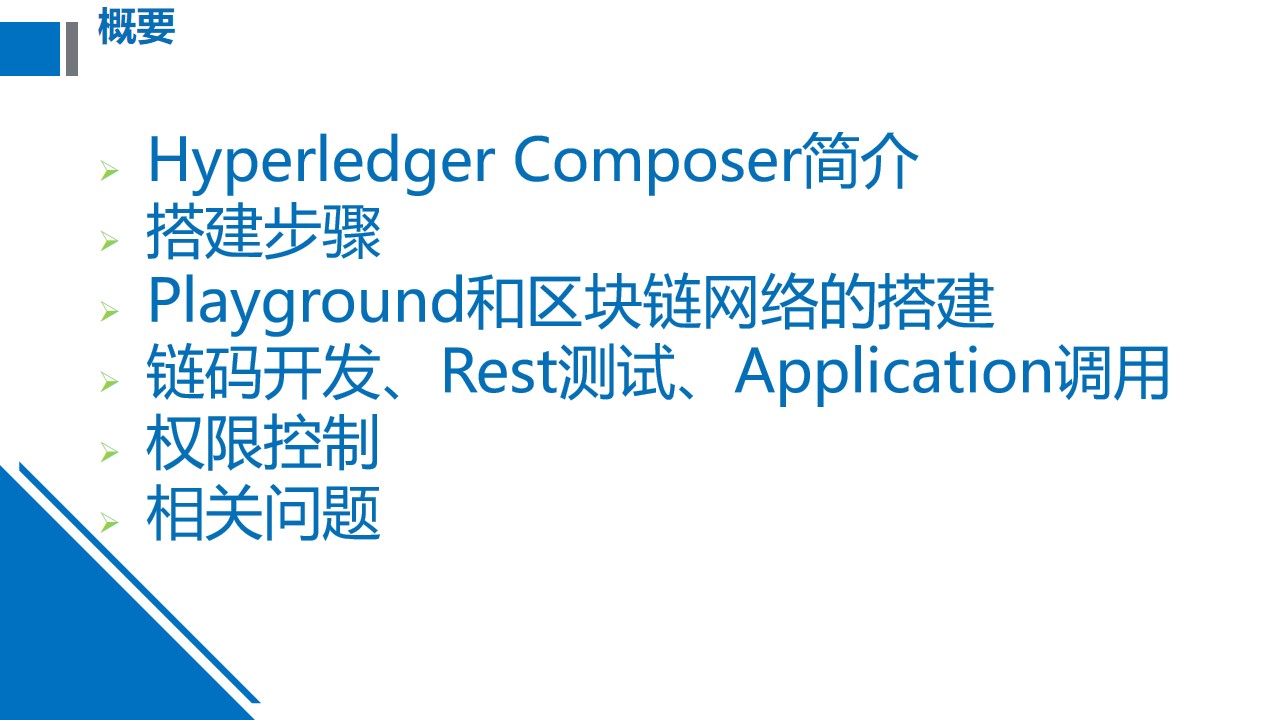 概要
Hyperledger Composer简介
搭建步骤
Playground和区块链网络的搭建
链码开发、Rest测试、Application调用
权限控制
相关问题